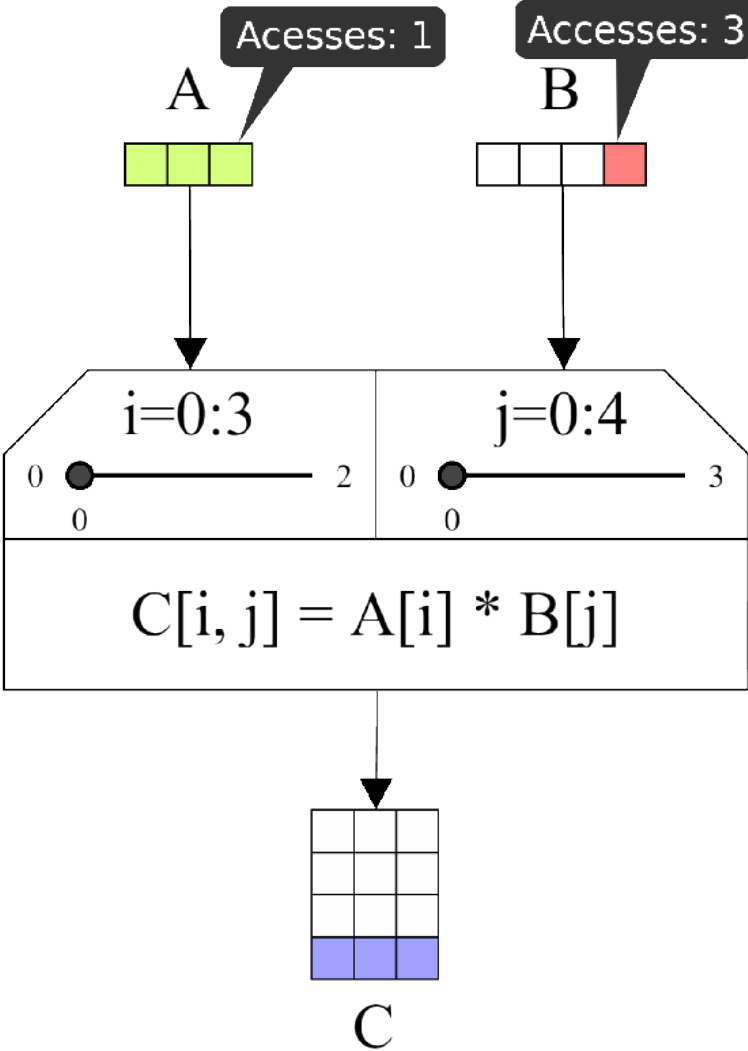 Acesses: 1
Accesses: 3
A
B
i=0:3
j=0:4
0
2
0
3
0
0
C[i, j] = A[i] * B[j]
C